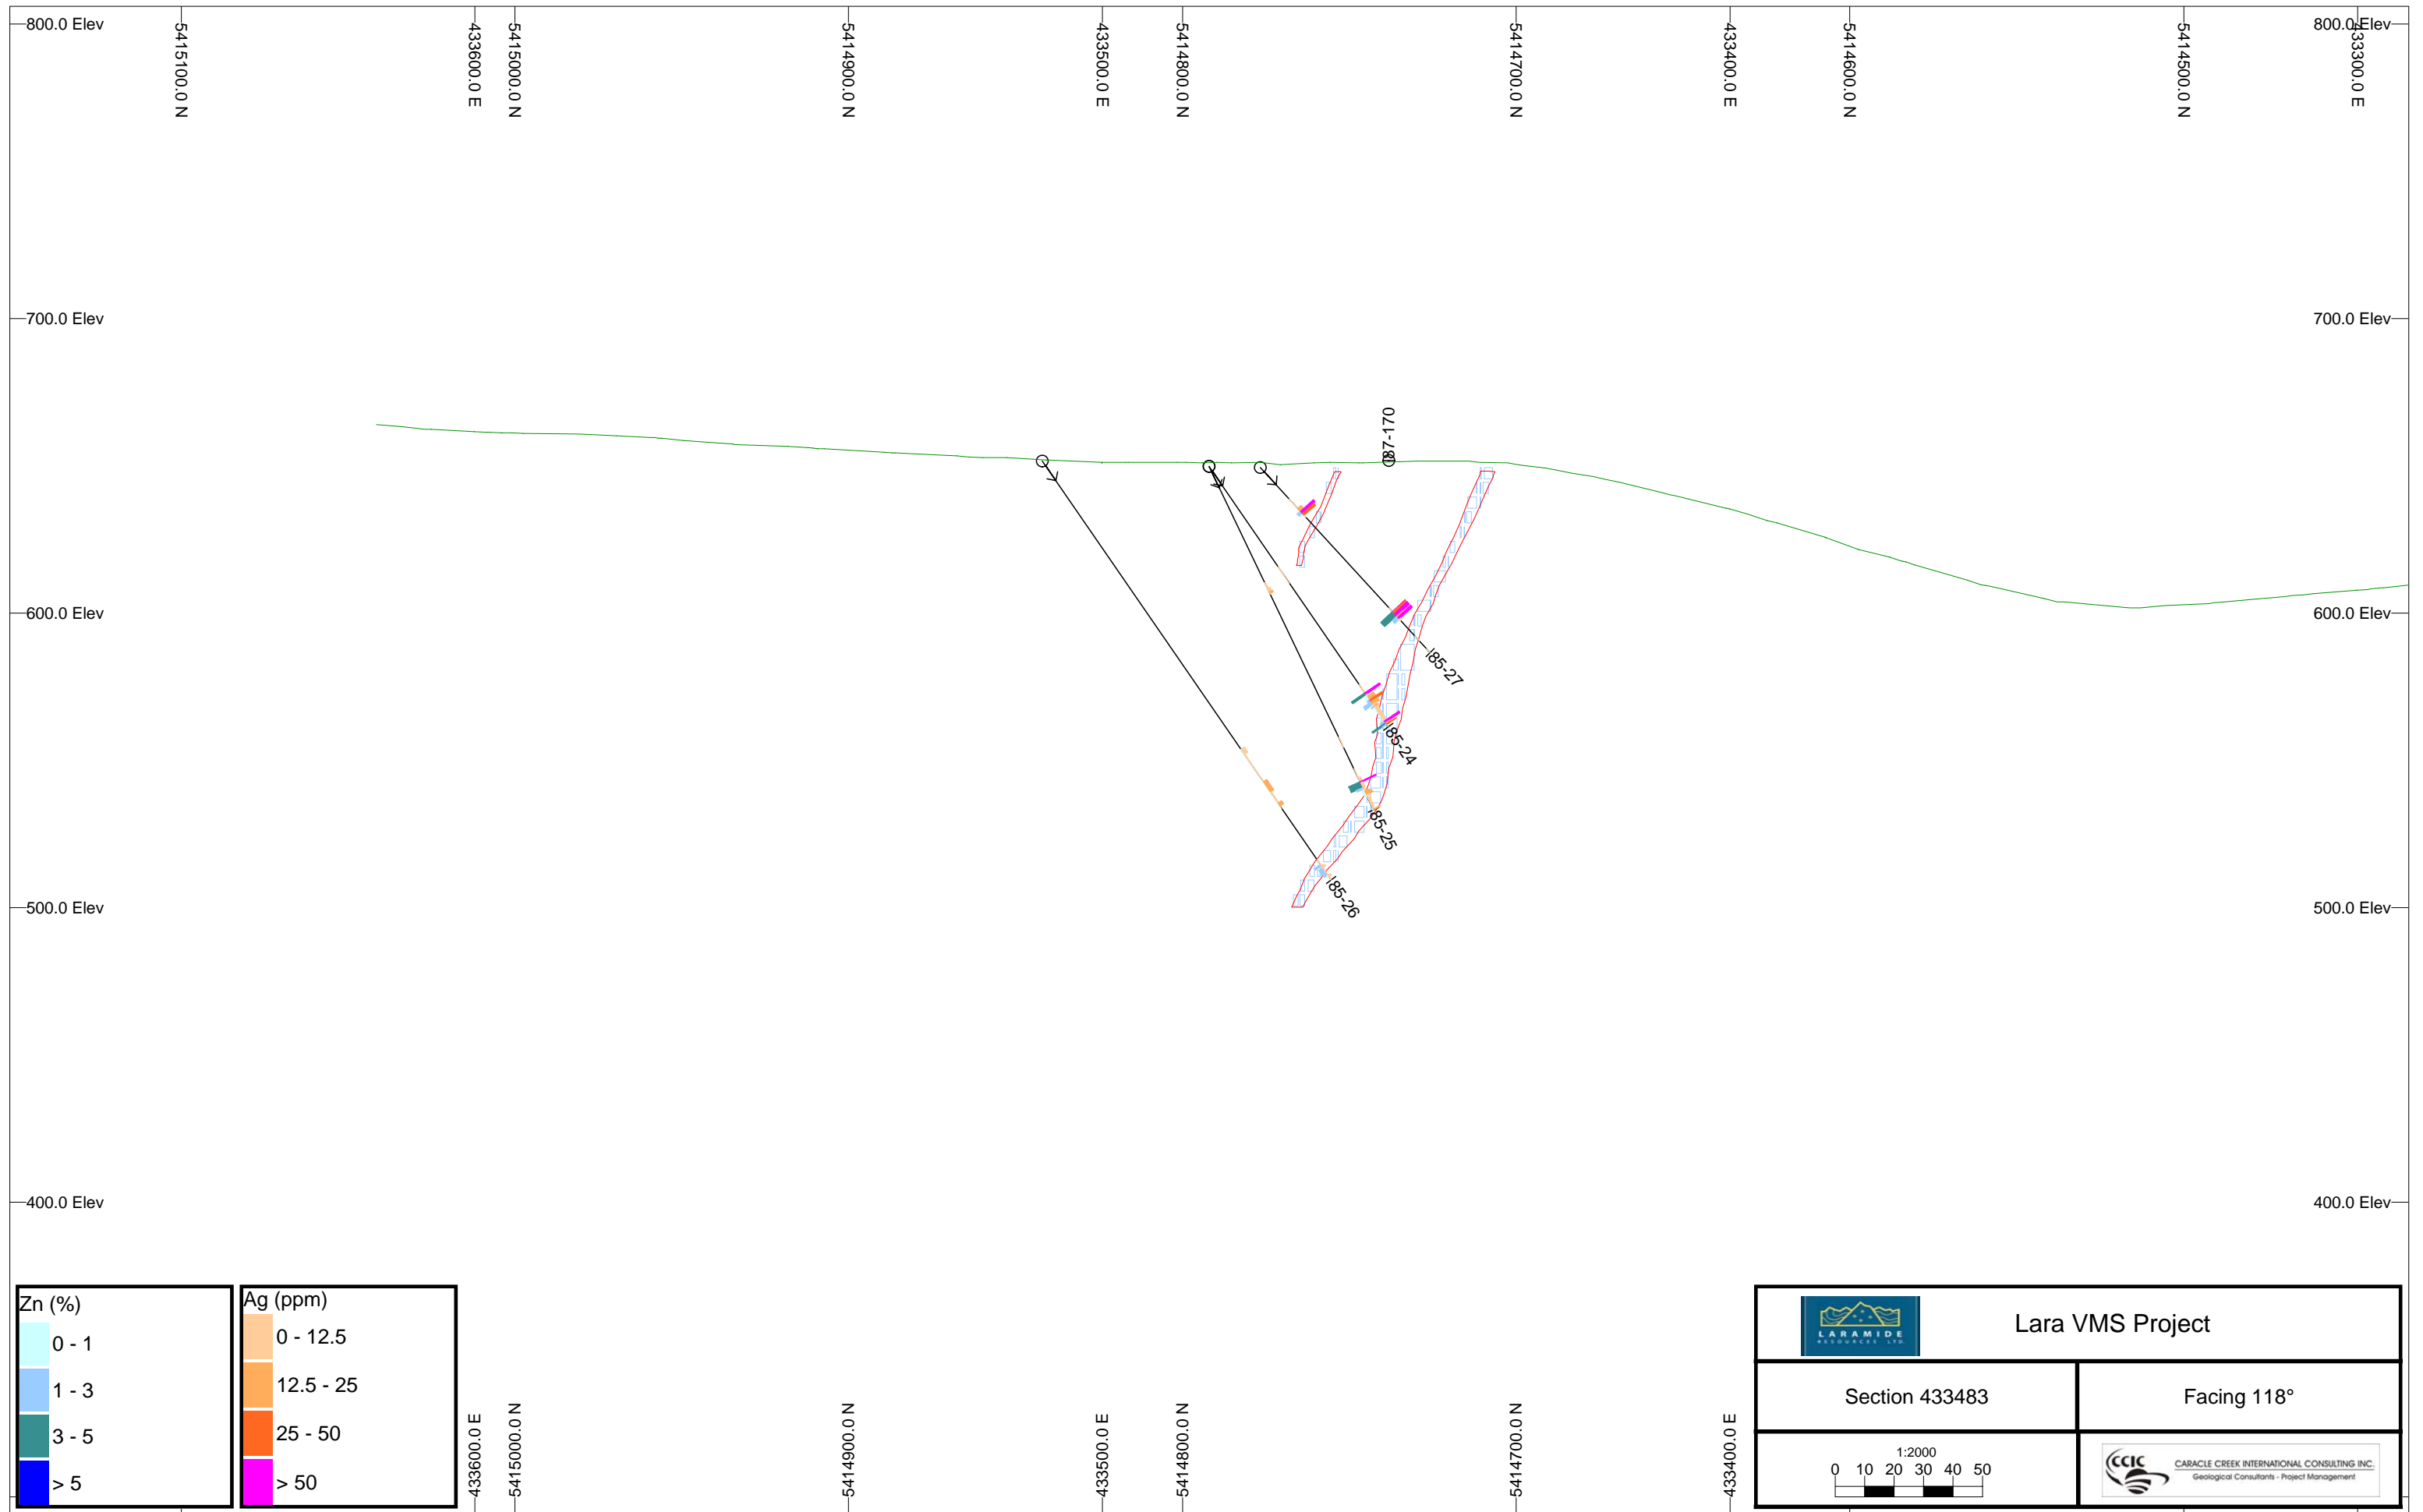 800.0 Elev
5415100.0 N
433600.0 E
5415000.0 N
5414900.0 N
433500.0 E
5414800.0 N
5414700.0 N
433400.0 E
5414600.0 N
5414500.0 N
433300.0 E
800.0 Elev
700.0 Elev
700.0 Elev
87-170
600.0 Elev
600.0 Elev
85-27
85-24
85-25
85-26
500.0 Elev
500.0 Elev
400.0 Elev
400.0 Elev
Zn (%)
0 - 1
1 - 3
3 - 5
> 5
Ag (ppm)
0 - 12.5
12.5 - 25
25 - 50
> 50
433600.0 E
5415000.0 N
5414900.0 N
433500.0 E
5414800.0 N
5414700.0 N
433400.0 E
LARAMIDE
RESOURCES LTD.
Lara VMS Project
Section 433483
Facing 118°
1:2000
0 10 20 30 40 50
CCIC
CARACLE CREEK INTERNATIONAL CONSULTING INC.
Geological Consultants - Project Management